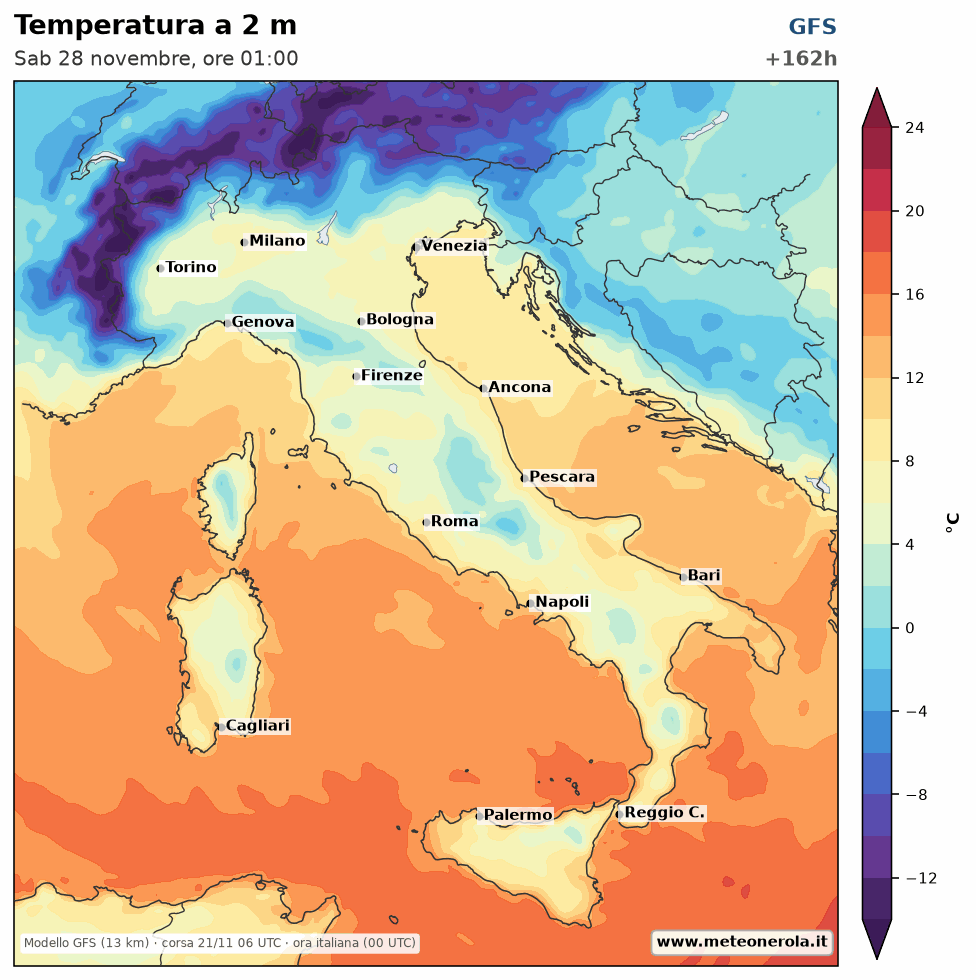 Temperatura a 2 m
GFS
Sab 28 novembre, ore 01:00
+162h
24
20
16
12
8
4
0
−4
−8
−12
°C
Milano
Venezia
Torino
Genova
Bologna
Firenze
Ancona
Pescara
Roma
Bari
Napoli
Cagliari
Palermo
Reggio C.
Modello GFS (13 km) · corsa 21/11 06 UTC · ora italiana (00 UTC)
www.meteonerola.it